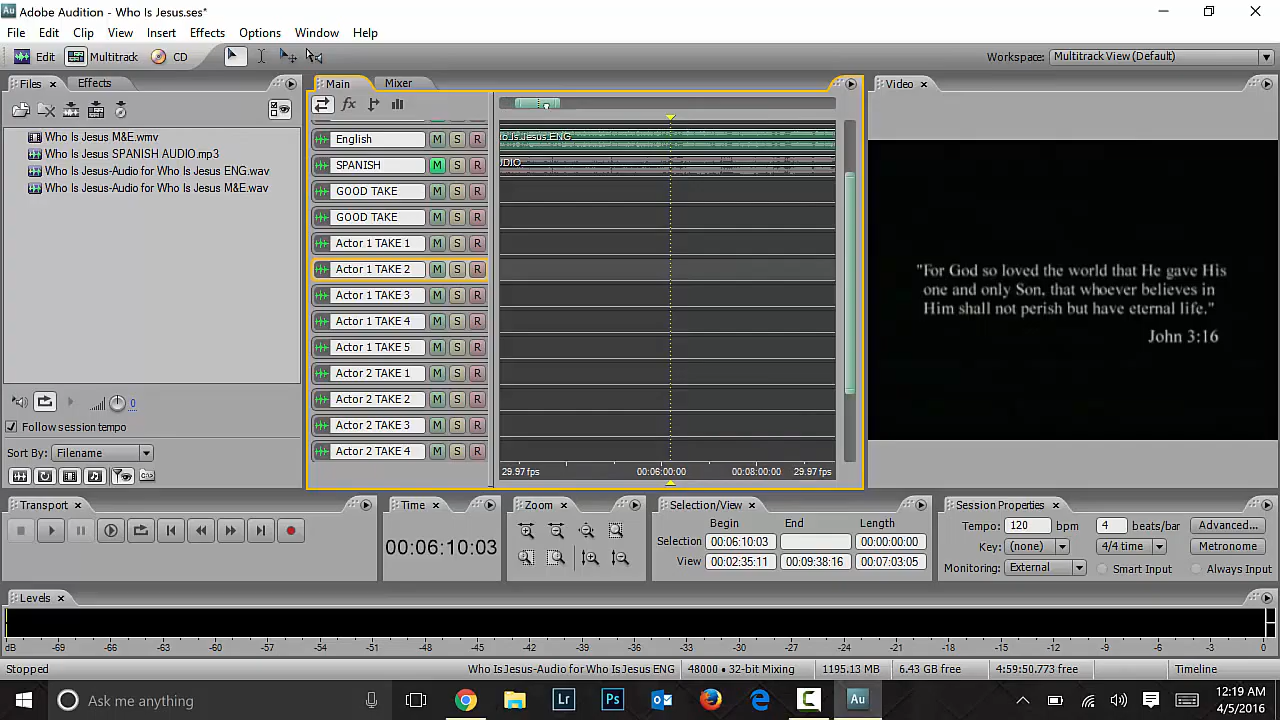 Adobe Audition - Who Is Jesus.ses*
File Edit Clip View Insert Effects Options Window Help
Edit Multitrack CD
Workspace: Multitrack View (Default)
Files
Effects
Who Is Jesus M&E.wmv
Who Is Jesus SPANISH AUDIO.mp3
Who Is Jesus-Audio for Who Is Jesus ENG.wav
Who Is Jesus-Audio for Who Is Jesus M&E.wav
0
Follow session tempo
Sort By: Filename
Main
Mixer
fx
English M S R
SPANISH M S R
GOOD TAKE M S R
GOOD TAKE M S R
Actor 1 TAKE 1 M S R
Actor 1 TAKE 2 M S R
Actor 1 TAKE 3 M S R
Actor 1 TAKE 4 M S R
Actor 1 TAKE 5 M S R
Actor 2 TAKE 1 M S R
Actor 2 TAKE 2 M S R
Actor 2 TAKE 3 M S R
Actor 2 TAKE 4 M S R
o Is Jesus ENG
UDIO
29.97 fps 00:06:00:00 00:08:00:00 29.97 fps
Video
"For God so loved the world that He gave His
one and only Son, that whoever believes in
Him shall not perish but have eternal life."
John 3:16
Transport
Time
00:06:10:03
Zoom
Selection/View
Begin End Length
Selection 00:06:10:03 00:00:00:00
View 00:02:35:11 00:09:38:16 00:07:03:05
Session Properties
Tempo: 120 bpm 4 beats/bar Advanced...
Key: (none) 4/4 time Metronome
Monitoring: External Smart Input Always Input
Levels
dB -69 -66 -63 -60 -57 -54 -51 -48 -45 -42 -39 -36 -33 -30 -27 -24 -21 -18 -15 -12 -9 -6 -3 0
Stopped
Who Is Jesus-Audio for Who Is Jesus ENG
48000 • 32-bit Mixing
1195.13 MB
6.43 GB free
4:59:50.773 free
Timeline
Ask me anything
Lr
Ps
Au
12:19 AM
4/5/2016